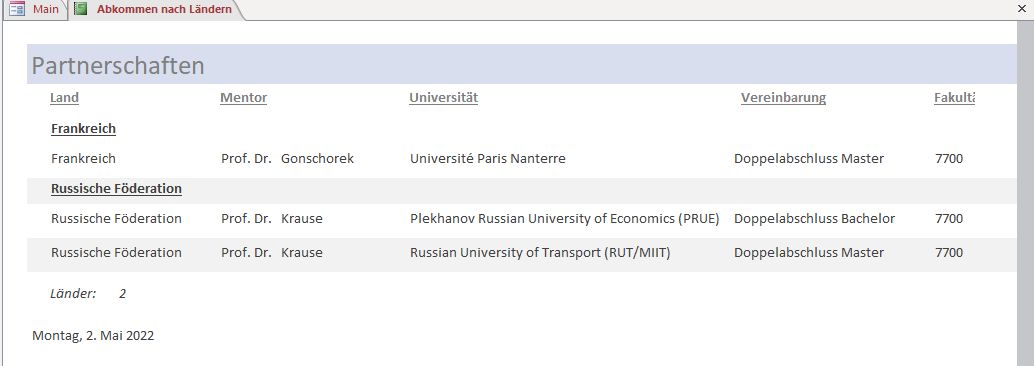 Main Abkommen nach Ländern
Partnerschaften
Land Mentor Universität Vereinbarung Fakultä
Frankreich
Frankreich Prof. Dr. Gonschorek Université Paris Nanterre Doppelabschluss Master 7700
Russische Föderation
Russische Föderation Prof. Dr. Krause Plekhanov Russian University of Economics (PRUE) Doppelabschluss Bachelor 7700
Russische Föderation Prof. Dr. Krause Russian University of Transport (RUT/MIIT) Doppelabschluss Master 7700
Länder: 2
Montag, 2. Mai 2022